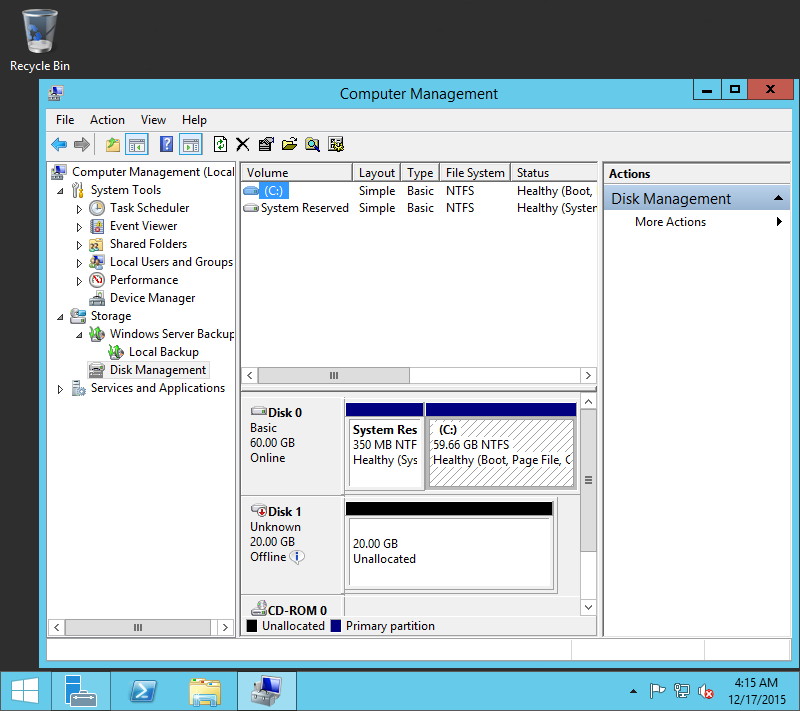 Recycle Bin
Computer Management
File Action View Help
Computer Management (Local
System Tools
Task Scheduler
Event Viewer
Shared Folders
Local Users and Groups
Performance
Device Manager
Storage
Windows Server Backup
Local Backup
Disk Management
Services and Applications
Volume Layout Type File System Status
(C:) Simple Basic NTFS Healthy (Boot,
System Reserved Simple Basic NTFS Healthy (System
Disk 0
Basic
60.00 GB
Online
System Res
350 MB NTF
Healthy (Sys
(C:)
59.66 GB NTFS
Healthy (Boot, Page File, C
Disk 1
Unknown
20.00 GB
Offline
20.00 GB
Unallocated
CD-ROM 0
Unallocated Primary partition
Actions
Disk Management
More Actions
4:15 AM
12/17/2015